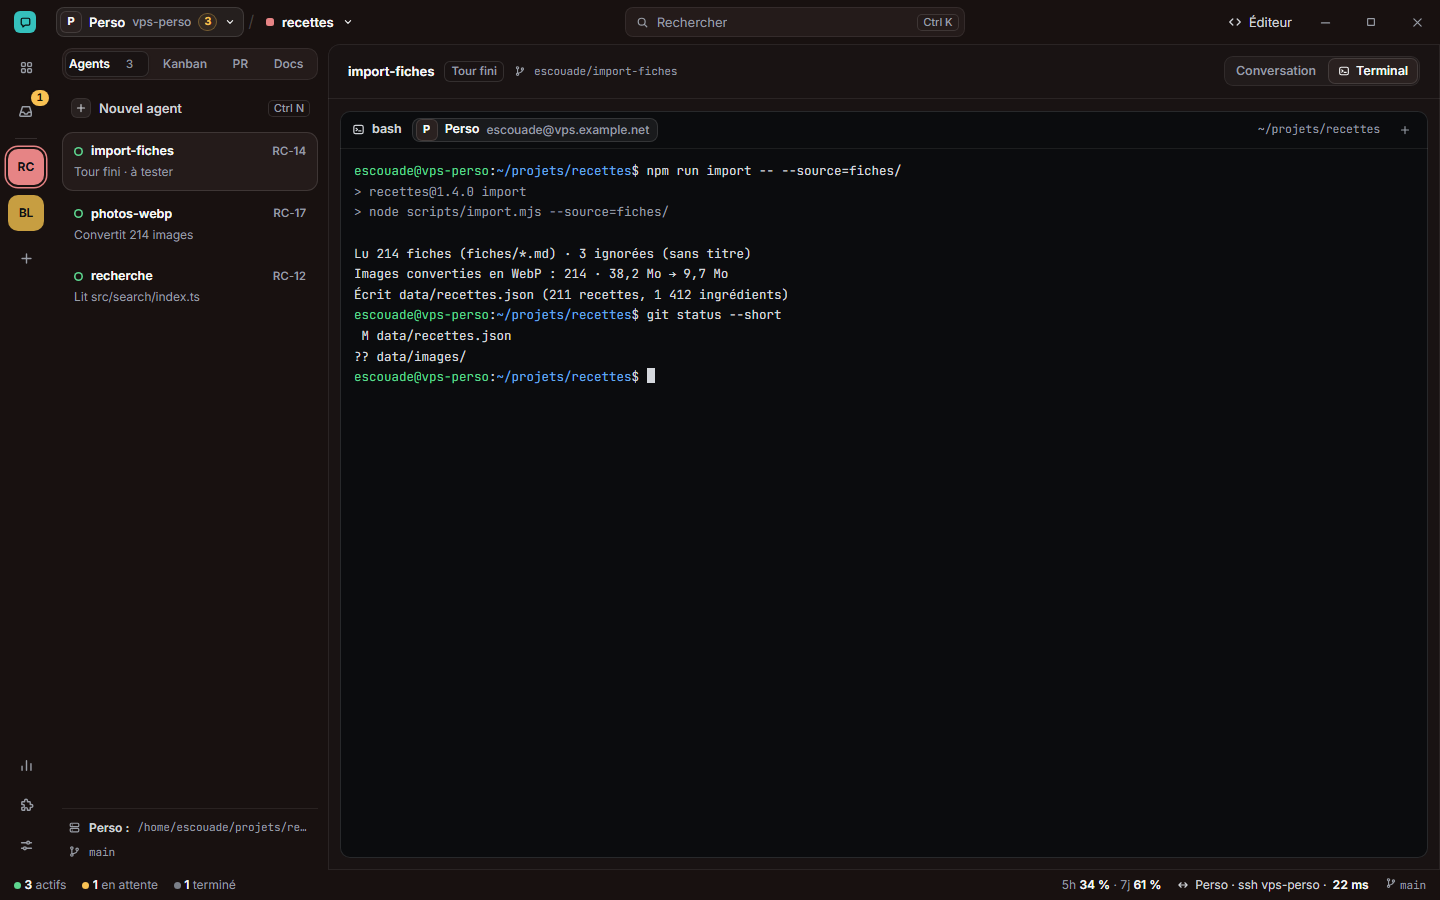 P Perso vps-perso 3 / recettes
Rechercher Ctrl K
Éditeur
Agents 3 Kanban PR Docs
1
Nouvel agent Ctrl N
RC
BL
import-fiches RC-14
Tour fini · à tester
photos-webp RC-17
Convertit 214 images
recherche RC-12
Lit src/search/index.ts
Perso : /home/escouade/projets/re…
main
import-fiches Tour fini escouade/import-fiches
Conversation Terminal
bash P Perso escouade@vps.example.net ~/projets/recettes
escouade@vps-perso:~/projets/recettes$ npm run import -- --source=fiches/
> recettes@1.4.0 import
> node scripts/import.mjs --source=fiches/
Lu 214 fiches (fiches/*.md) · 3 ignorées (sans titre)
Images converties en WebP : 214 · 38,2 Mo → 9,7 Mo
Écrit data/recettes.json (211 recettes, 1 412 ingrédients)
escouade@vps-perso:~/projets/recettes$ git status --short
 M data/recettes.json
?? data/images/
escouade@vps-perso:~/projets/recettes$
3 actifs 1 en attente 1 terminé
5h 34 % · 7j 61 % Perso · ssh vps-perso · 22 ms main